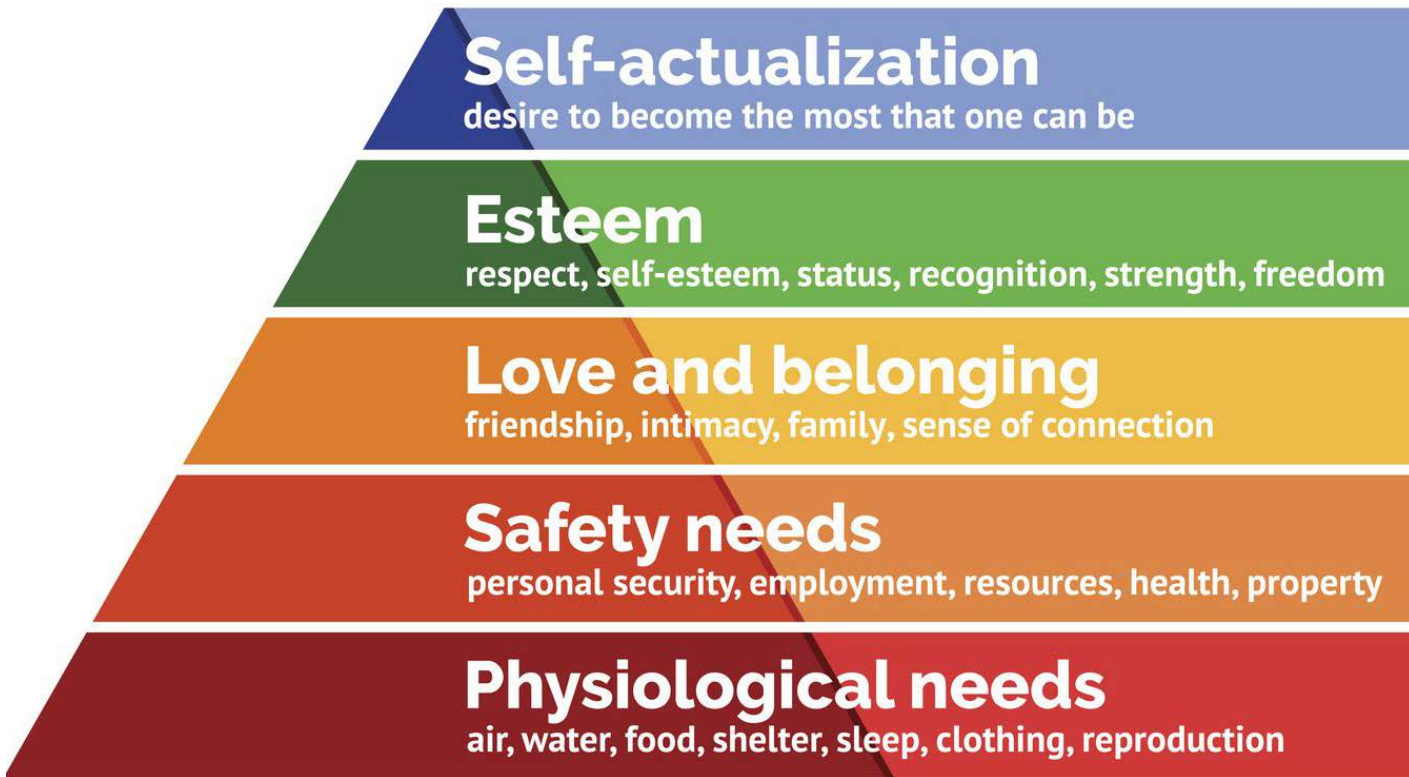 Self-actualization
desire to become the most that one can be
Esteem
respect, self-esteem, status, recognition, strength, freedom
Love and belonging
friendship, intimacy, family, sense of connection
Safety needs
personal security, employment, resources, health, property
Physiological needs
air, water, food, shelter, sleep, clothing, reproduction